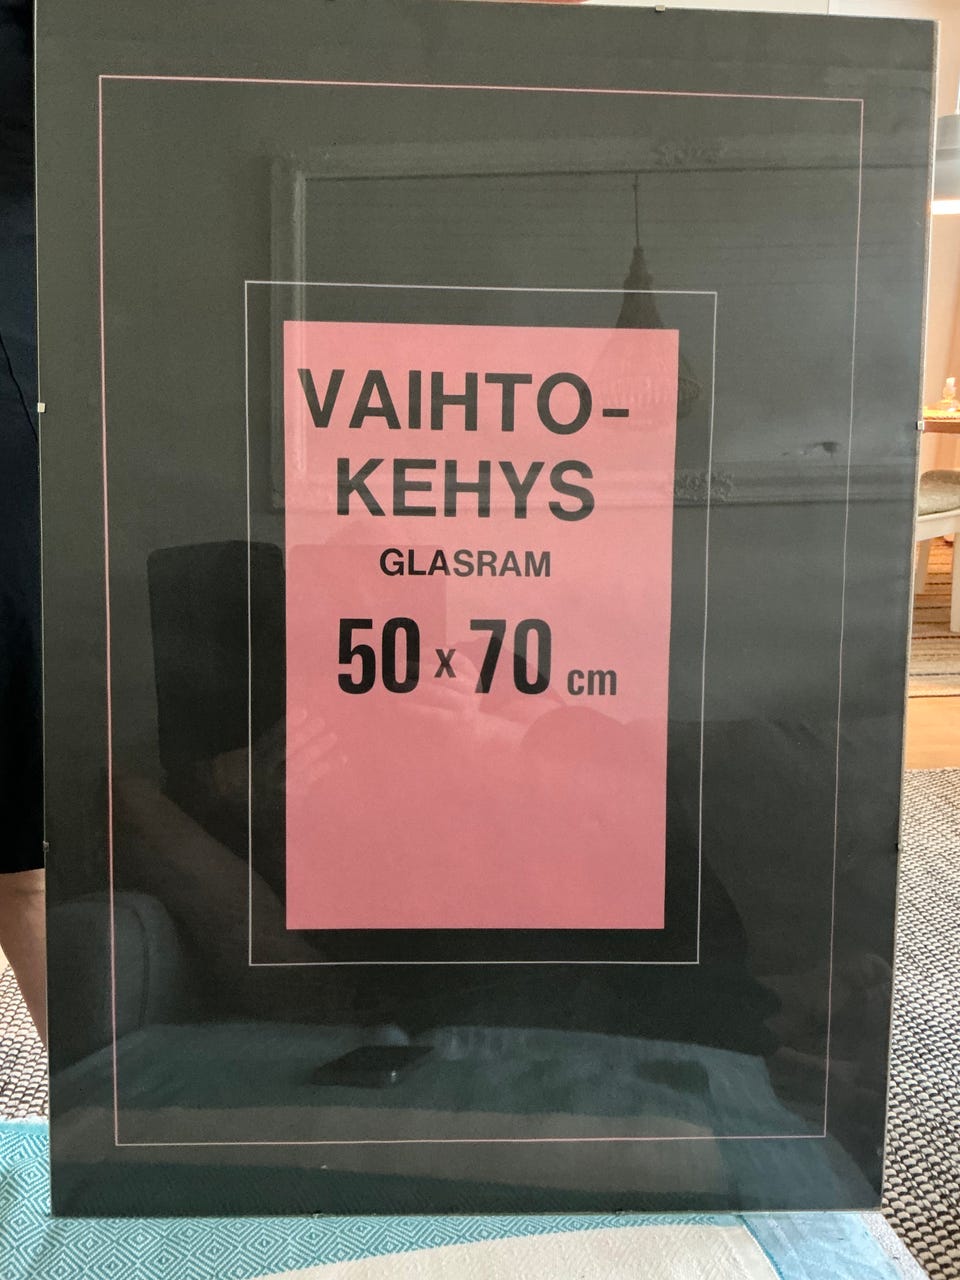 VAIHTO-
KEHYS
GLASRAM
50 x 70 cm